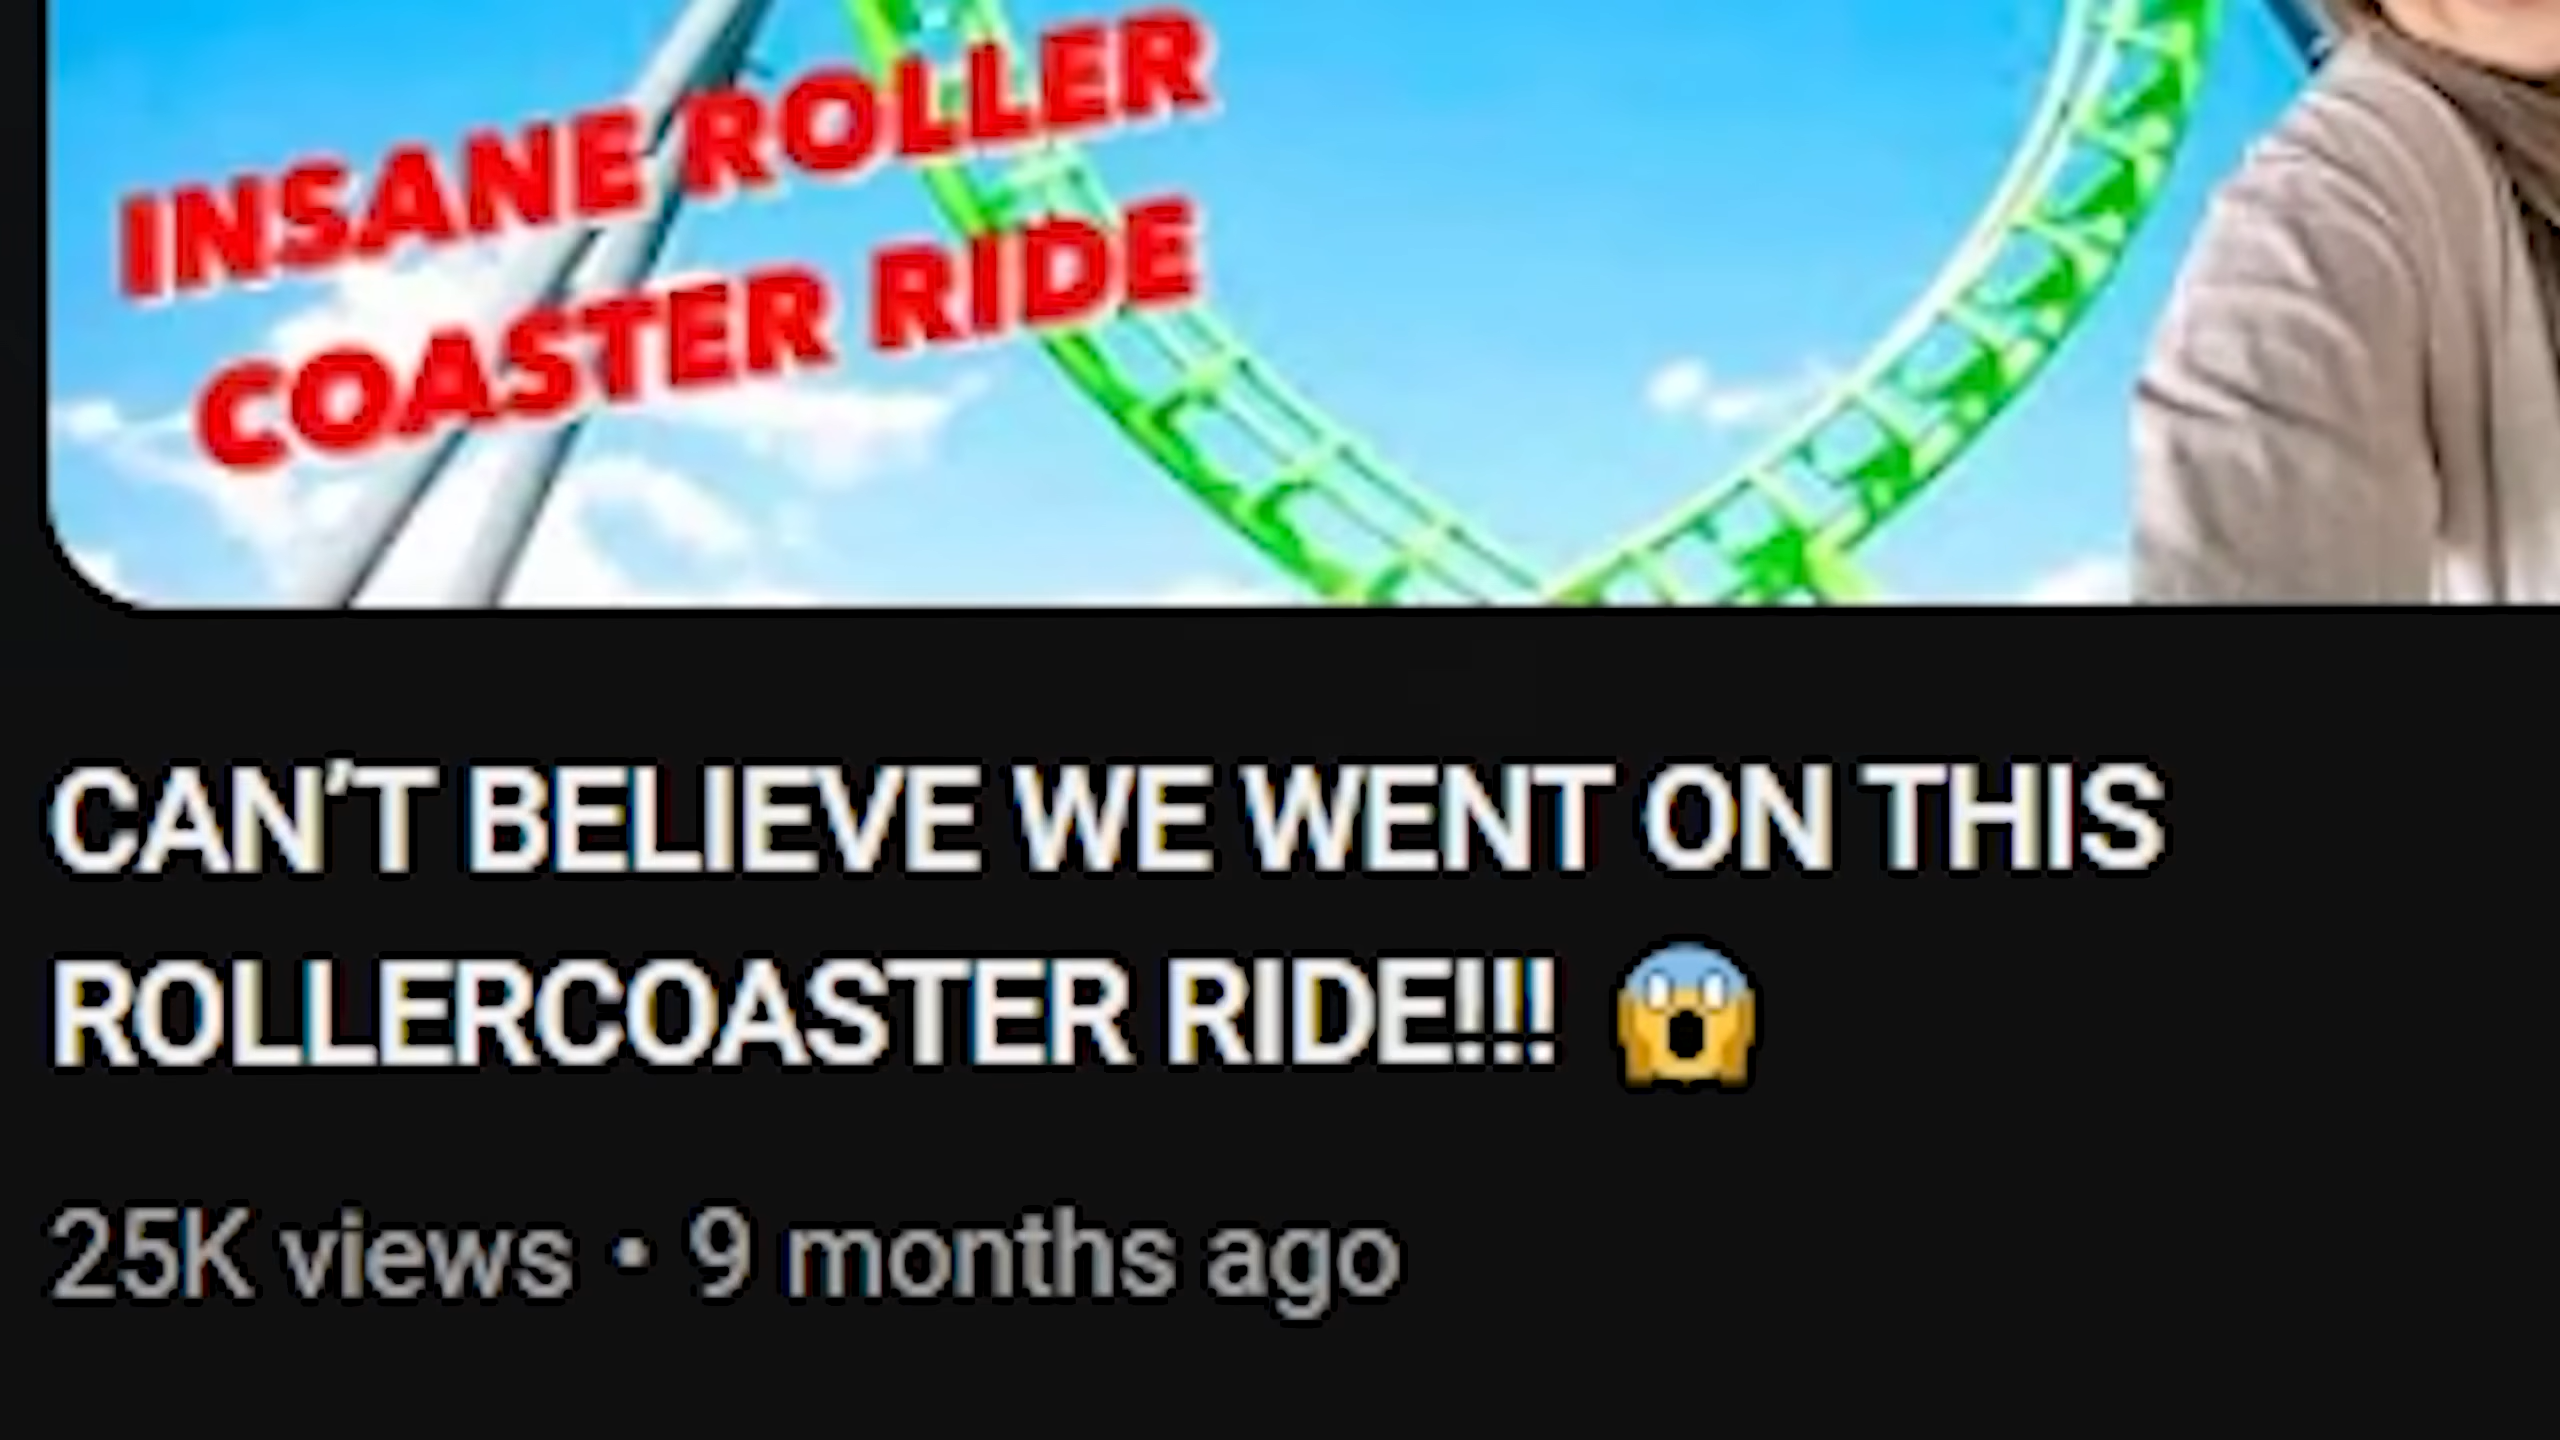 INSANE ROLLER
COASTER RIDE
CAN'T BELIEVE WE WENT ON THIS
ROLLERCOASTER RIDE!!! 😱
25K views • 9 months ago